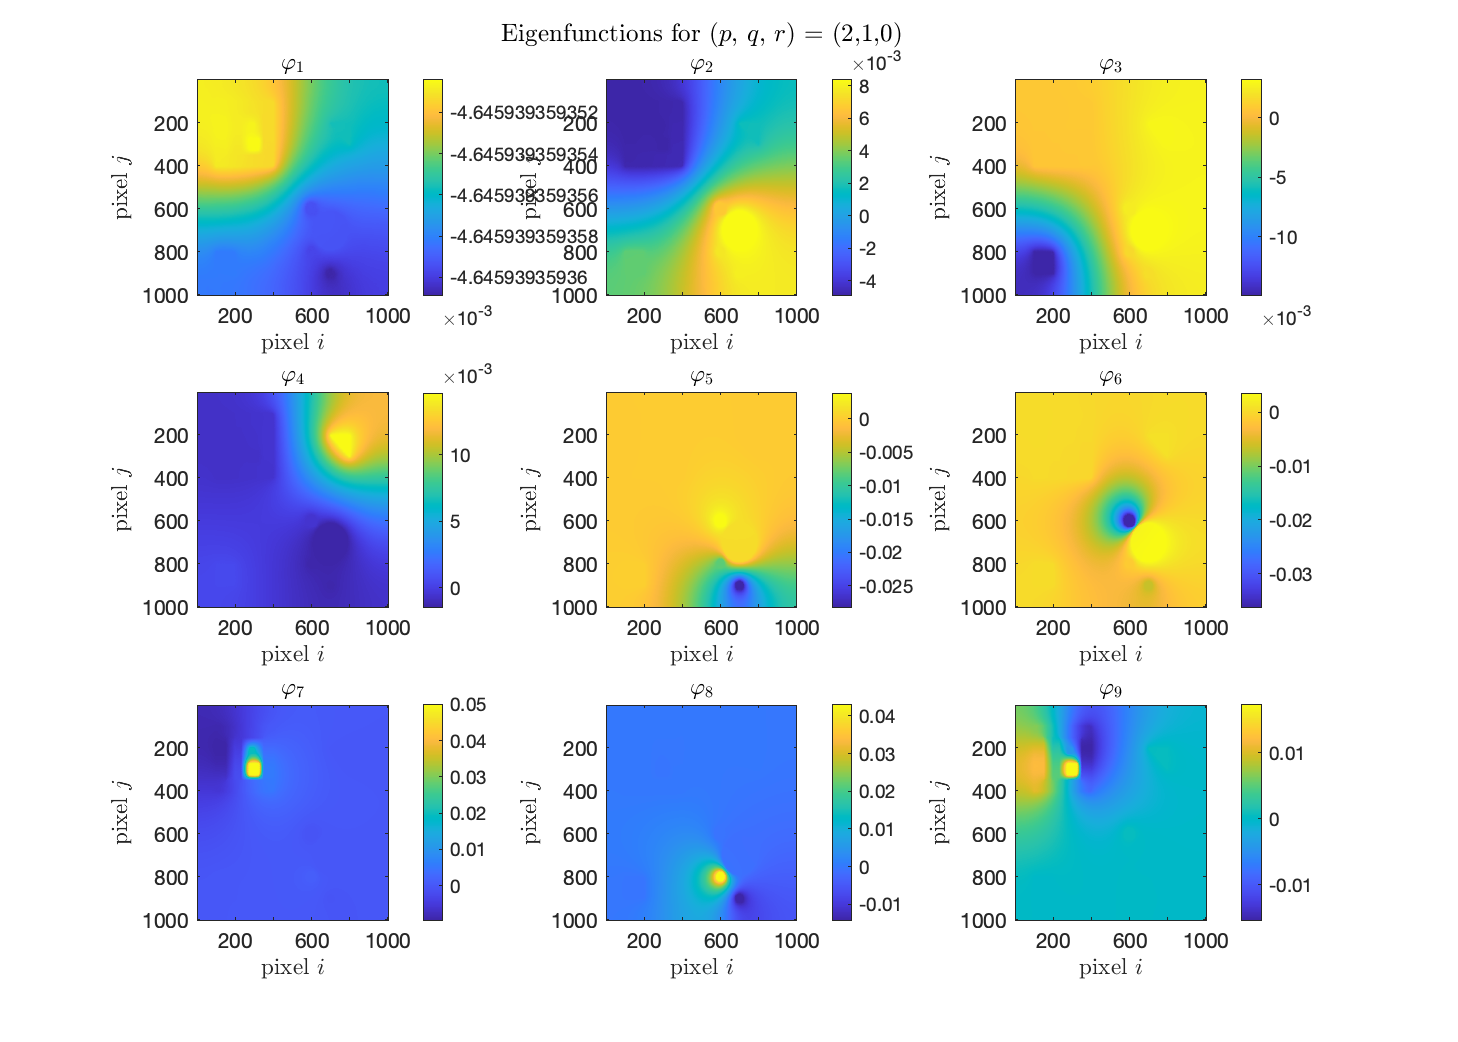 Eigenfunctions for (p, q, r) = (2,1,0)
φ1
200
400
600
800
1000
200 600 1000
pixel i
pixel j
-4.645939359352
-4.645939359354
-4.645939359356
-4.645939359358
-4.64593935936
×10-3
φ2
200
400
600
800
1000
200 600 1000
pixel i
pixel j
×10-3
8
6
4
2
0
-2
-4
φ3
200
400
600
800
1000
200 600 1000
pixel i
pixel j
0
-5
-10
×10-3
φ4
200
400
600
800
1000
200 600 1000
pixel i
pixel j
×10-3
10
5
0
φ5
200
400
600
800
1000
200 600 1000
pixel i
pixel j
0
-0.005
-0.01
-0.015
-0.02
-0.025
φ6
200
400
600
800
1000
200 600 1000
pixel i
pixel j
0
-0.01
-0.02
-0.03
φ7
200
400
600
800
1000
200 600 1000
pixel i
pixel j
0.05
0.04
0.03
0.02
0.01
0
φ8
200
400
600
800
1000
200 600 1000
pixel i
pixel j
0.04
0.03
0.02
0.01
0
-0.01
φ9
200
400
600
800
1000
200 600 1000
pixel i
pixel j
0.01
0
-0.01